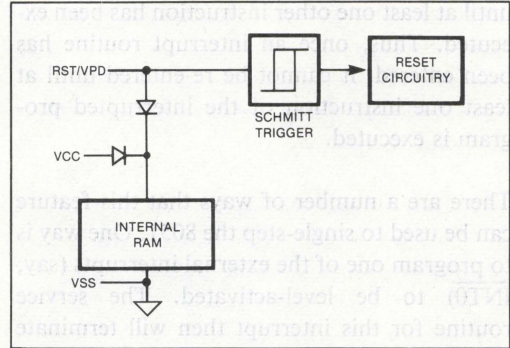 RST/VPD
SCHMITT
TRIGGER
RESET
CIRCUITRY
VCC
INTERNAL
RAM
VSS
until at least one other instruction has been ex-
ecuted. Thus, once an interrupt routine has
been it cannot be re-entered until at
least one instruction of the interrupted pro-
gram is executed.
There are a number of ways that this feature
can be used to single-step the One way is
to program one of the external interrupts (say,
INT0) to be level-activated. The service
routine for this interrupt then will terminate